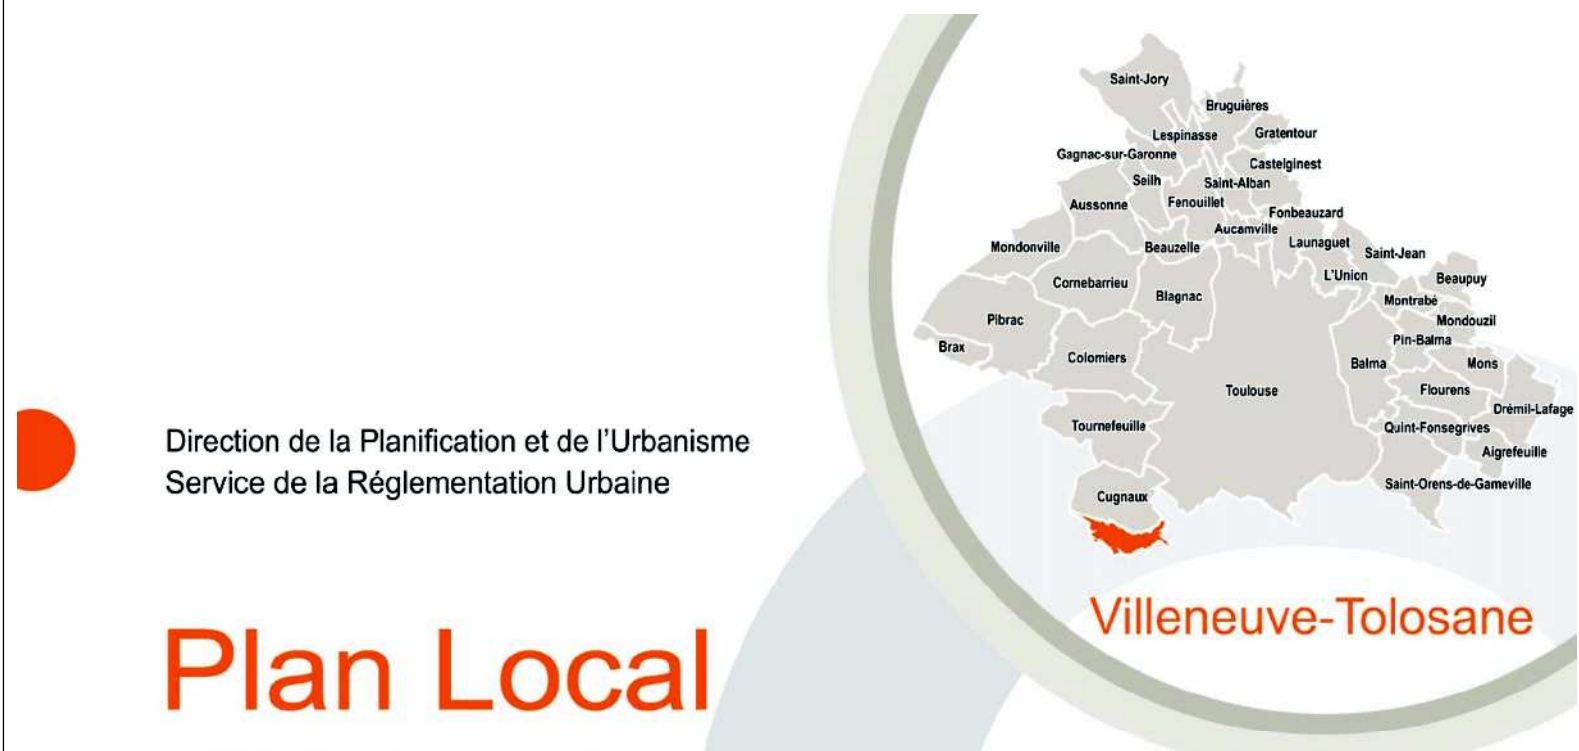 Saint-Jory
Bruguières
Lespinasse
Gratentour
Gagnac-sur-Garonne
Castelginest
Seilh
Saint-Alban
Aussonne
Fenouillet
Fonbeauzard
Aucamville
Mondonville
Beauzelle
Launaguet
Saint-Jean
Cornebarrieu
L'Union
Beaupuy
Blagnac
Montrabé
Pibrac
Mondouzil
Brax
Pin-Balma
Colomiers
Balma
Mons
Toulouse
Flourens
Drémil-Lafage
Tournefeuille
Quint-Fonsegrives
Aigrefeuille
Saint-Orens-de-Gameville
Cugnaux
Direction de la Planification et de l'Urbanisme
Service de la Réglementation Urbaine
Villeneuve-Tolosane
Plan Local